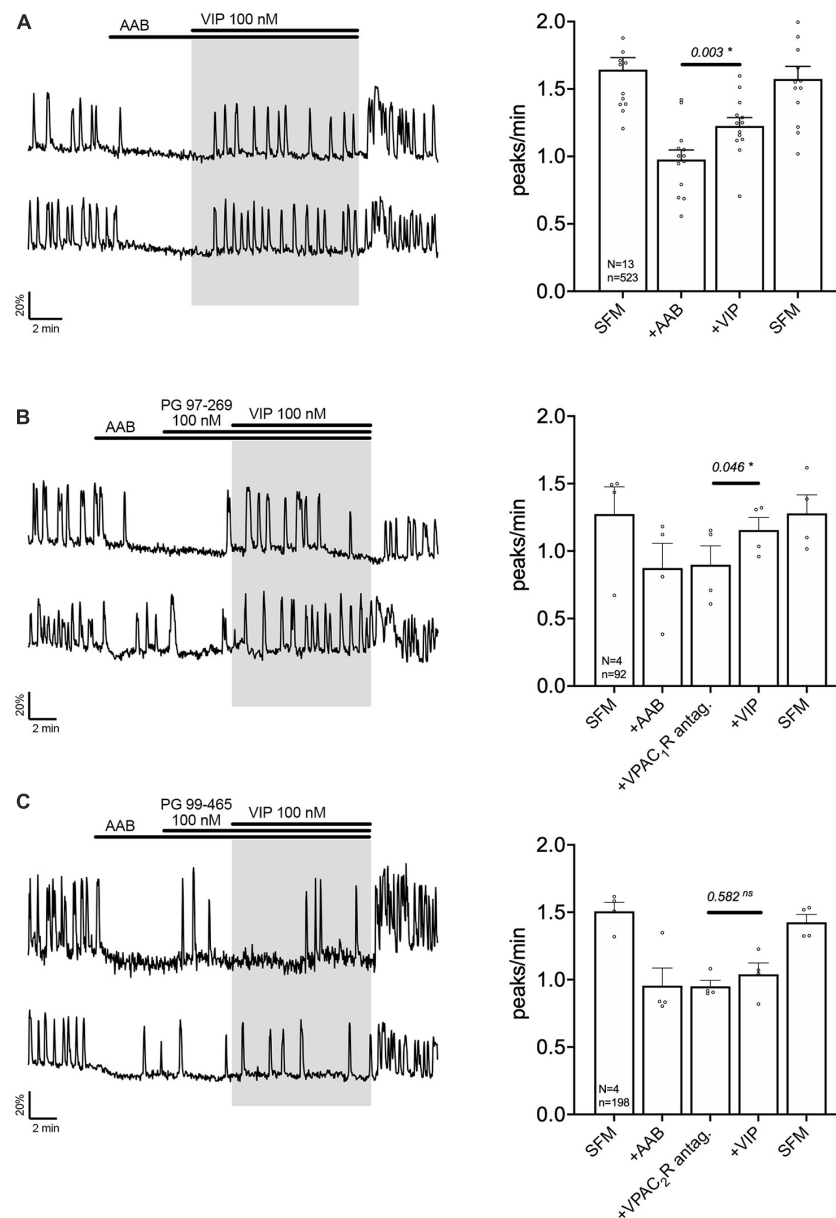 A
AAB
VIP 100 nM
20%
2 min
peaks/min
2.0
1.5
1.0
0.5
0.0
0.003 *
N=13
n=523
SFM
+AAB
+VIP
SFM
B
AAB
PG 97-269
100 nM
VIP 100 nM
20%
2 min
peaks/min
2.0
1.5
1.0
0.5
0.0
0.046 *
N=4
n=92
SFM
+AAB
+VPAC₁R antag.
+VIP
SFM
C
AAB
PG 99-465
100 nM
VIP 100 nM
20%
2 min
peaks/min
2.0
1.5
1.0
0.5
0.0
0.582 ns
N=4
n=198
SFM
+AAB
+VPAC₂R antag.
+VIP
SFM